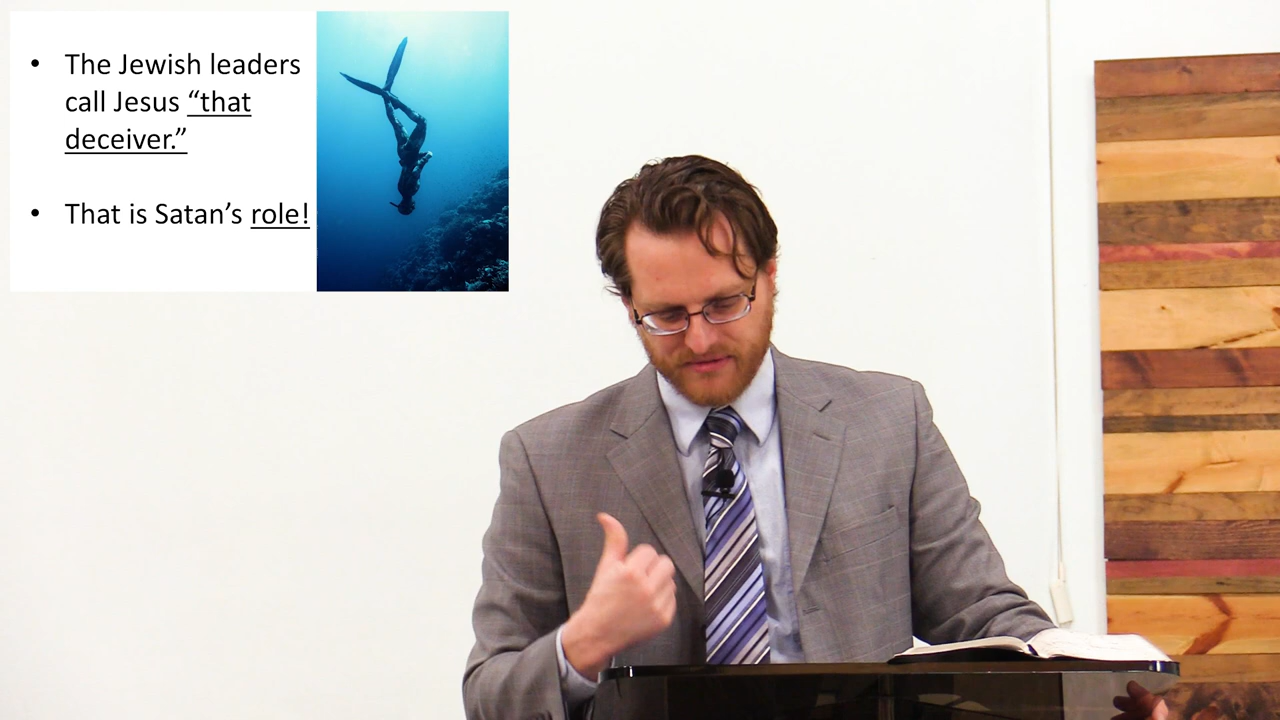 • The Jewish leaders
call Jesus “that
deceiver.”
• That is Satan’s role!